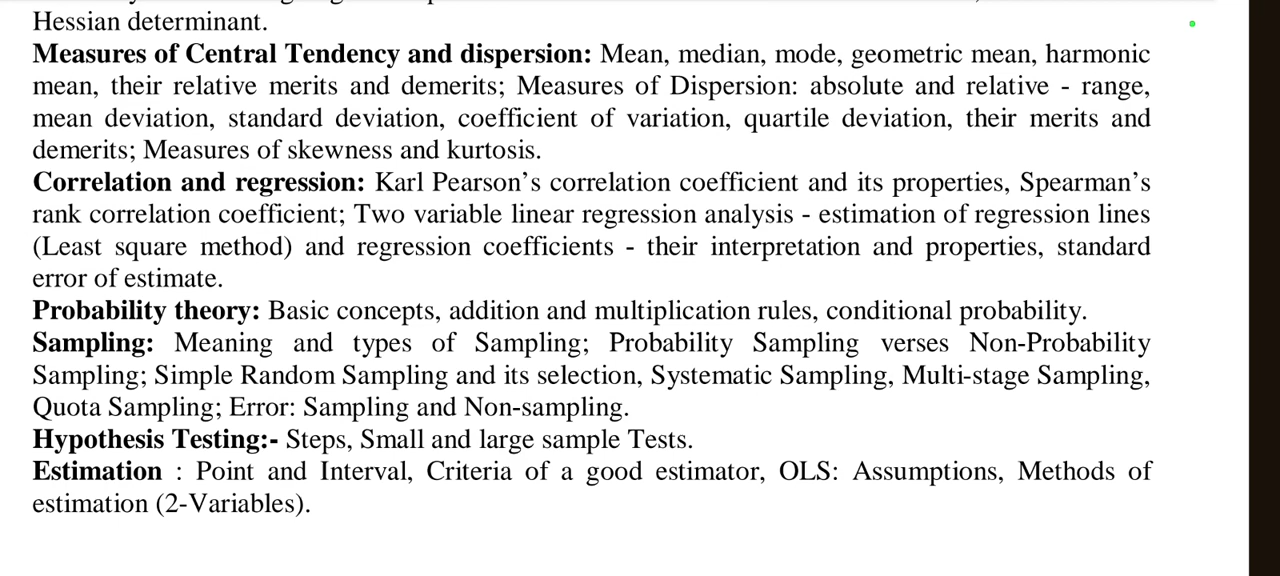 Hessian determinant.
Measures of Central Tendency and dispersion: Mean, median, mode, geometric mean, harmonic
mean, their relative merits and demerits; Measures of Dispersion: absolute and relative - range,
mean deviation, standard deviation, coefficient of variation, quartile deviation, their merits and
demerits; Measures of skewness and kurtosis.
Correlation and regression: Karl Pearson's correlation coefficient and its properties, Spearman's
rank correlation coefficient; Two variable linear regression analysis - estimation of regression lines
(Least square method) and regression coefficients - their interpretation and properties, standard
error of estimate.
Probability theory: Basic concepts, addition and multiplication rules, conditional probability.
Sampling: Meaning and types of Sampling; Probability Sampling verses Non-Probability
Sampling; Simple Random Sampling and its selection, Systematic Sampling, Multi-stage Sampling,
Quota Sampling; Error: Sampling and Non-sampling.
Hypothesis Testing:- Steps, Small and large sample Tests.
Estimation : Point and Interval, Criteria of a good estimator, OLS: Assumptions, Methods of
estimation (2-Variables).